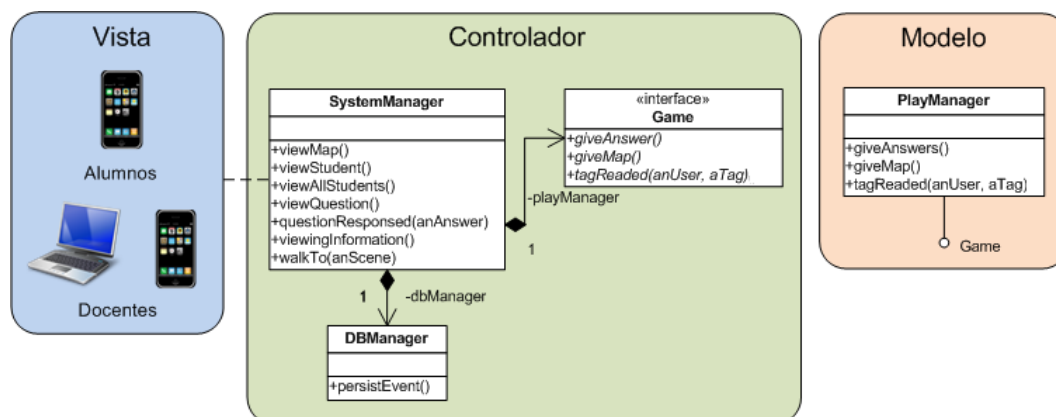 Vista
Alumnos
Docentes
Controlador
SystemManager
+viewMap()
+viewStudent()
+viewAllStudents()
+viewQuestion()
+questionResponsed(anAnswer)
+viewingInformation()
+walkTo(anScene)
«interface»
Game
+giveAnswer()
+giveMap()
+tagReaded(anUser, aTag)
-playManager
1
1
-dbManager
DBManager
+persistEvent()
Modelo
PlayManager
+giveAnswers()
+giveMap()
+tagReaded(anUser, aTag)
Game